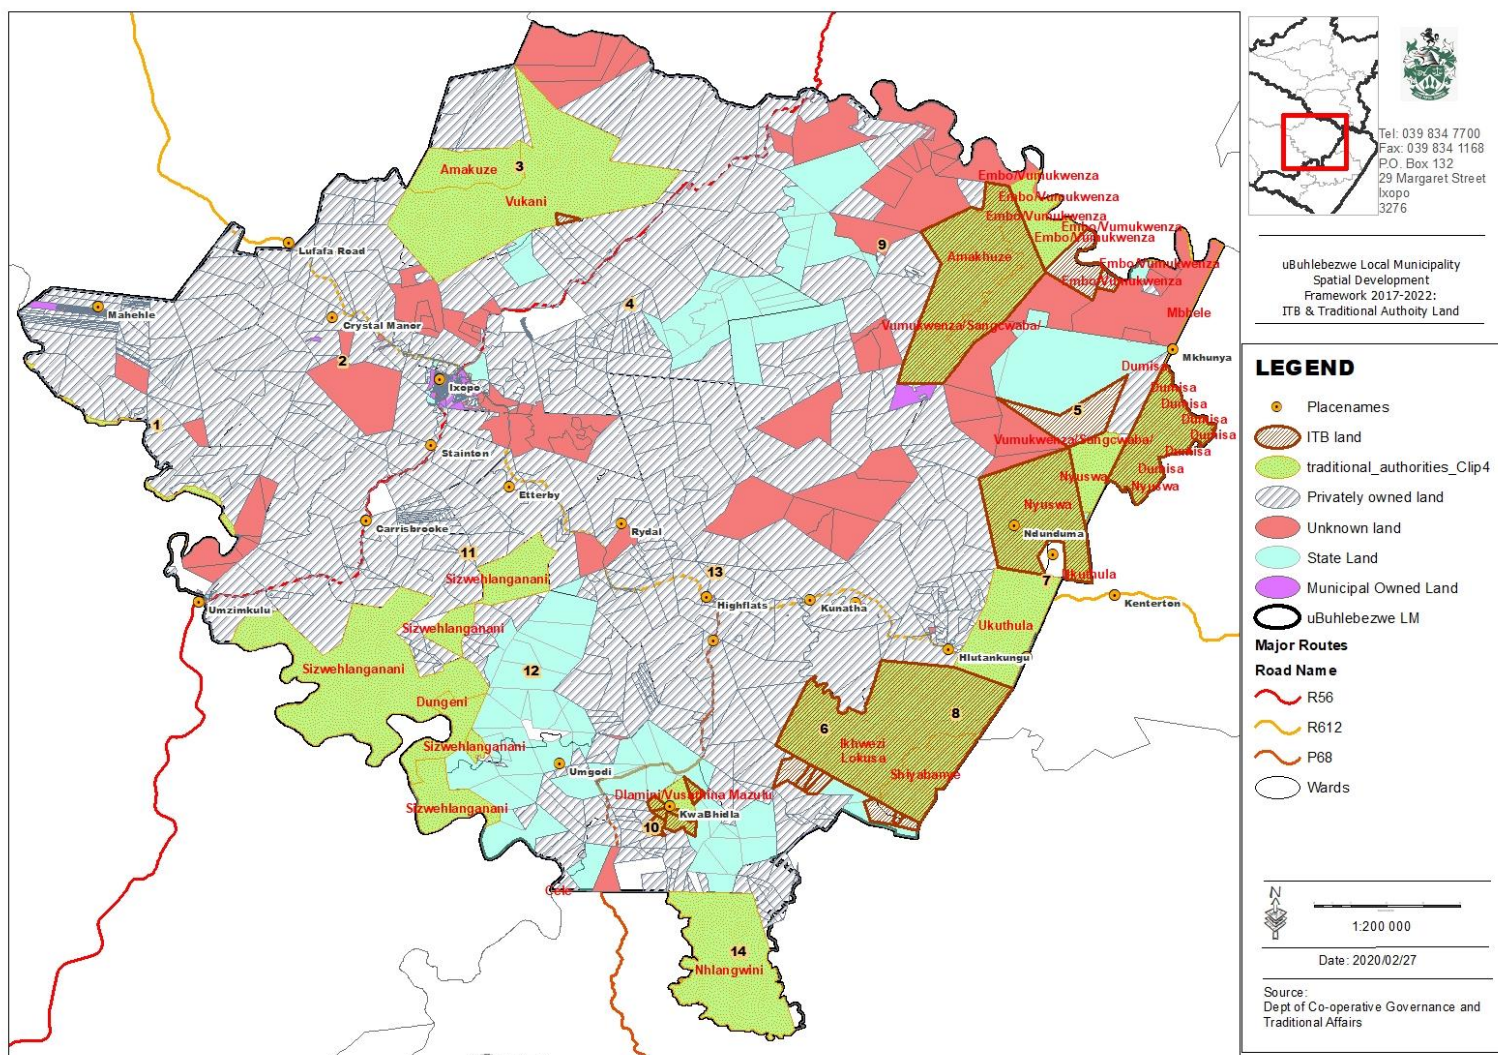 Amakuze
3
Vukani
Embo/Vumukwenza
Embo/Vumukwenza
Embo/Vumukwenza
Embo/Vumukwenza
Embo/Vumukwenza
Embo/Vumukwenza
Embo/Vumukwenza
9
Lufafa Road
Amakhuze
Mahehle
4
Mbhele
Crystal Manor
Vumukwenza/Sangcwaba/
2
Mkhunya
Dumisa
Ixopo
Dumisa
Dumisa
5
Dumisa
1
Dumisa
Vumukwenza/Sangcwaba/
Stainton
Dumisa
Dumisa
Nyuswa
Nyuswa
Etterby
Nyuswa
Carrisbrooke
Rydal
Ndunduma
11
Sizwehlanganani
13
7
Ukuthula
Umzimkulu
Highflats
Kunatha
Kenterton
Sizwehlanganani
Ukuthula
Hlutankungu
Sizwehlanganani
12
Dungeni
6
8
Sizwehlanganani
Ikhwezi
Lokusa
Umgodi
Shiyabanye
Sizwehlanganani
Dlamini/Vusathina Mazulu
KwaBhidla
10
Cele
14
Nhlangwini
Tel: 039 834 7700
Fax: 039 834 1168
P.O. Box 132
29 Margaret Street
Ixopo
3276
uBuhlebezwe Local Municipality
Spatial Development
Framework 2017-2022:
ITB & Traditional Authoity Land
LEGEND
Placenames
ITB land
traditional_authorities_Clip4
Privately owned land
Unknown land
State Land
Municipal Owned Land
uBuhlebezwe LM
Major Routes
Road Name
R56
R612
P68
Wards
N
1:200 000
Date: 2020/02/27
Source:
Dept of Co-operative Governance and
Traditional Affairs